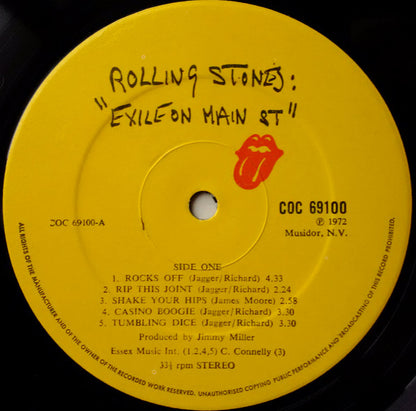 ROLLING STONES:
"EXILE ON MAIN ST"
COC 69100
COC 69100-A
℗ 1972
Musidor, N.V.
SIDE ONE
1. ROCKS OFF (Jagger/Richard) 4.33
2. RIP THIS JOINT (Jagger/Richard) 2.24
3. SHAKE YOUR HIPS (James Moore) 2.58
4. CASINO BOOGIE (Jagger/Richard) 3.30
5. TUMBLING DICE (Jagger/Richard) 3.30
Produced by Jimmy Miller
Essex Music Int. (1,2,4,5) C. Connelly (3)
33⅓ rpm STEREO
ALL RIGHTS OF THE MANUFACTURER AND OF THE OWNER OF THE RECORDED WORK RESERVED. UNAUTHORISED COPYING PUBLIC PERFORMANCE AND BROADCASTING OF THIS RECORD PROHIBITED.